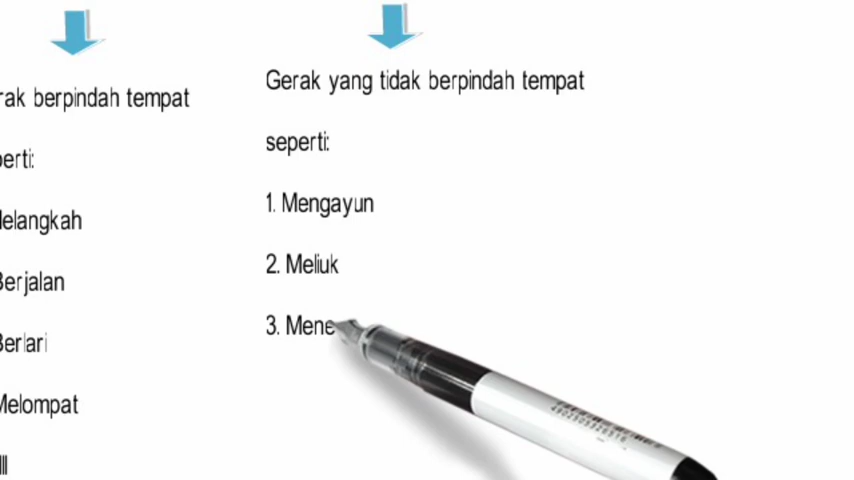 rak berpindah tempat
perti:
Melangkah
Berjalan
Berlari
Melompat
Gerak yang tidak berpindah tempat
seperti:
1. Mengayun
2. Meliuk
3. Mene